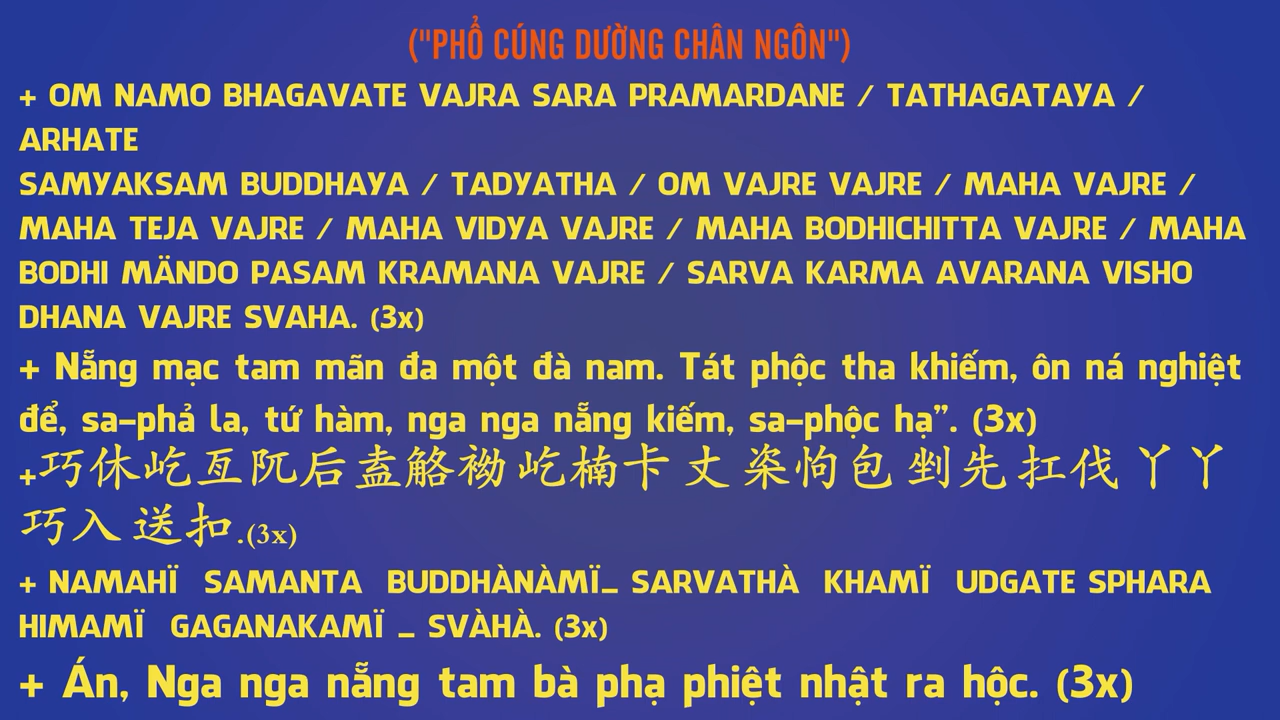 ("PHỔ CÚNG DƯỜNG CHÂN NGÔN")
+ OM NAMO BHAGAVATE VAJRA SARA PRAMARDANE / TATHAGATAYA /
ARHATE
SAMYAKSAM BUDDHAYA / TADYATHA / OM VAJRE VAJRE / MAHA VAJRE /
MAHA TEJA VAJRE / MAHA VIDYA VAJRE / MAHA BODHICHITTA VAJRE / MAHA
BODHI MÄNDO PASAM KRAMANA VAJRE / SARVA KARMA AVARANA VISHO
DHANA VAJRE SVAHA. (3x)
+ Nẵng mạc tam mãn đa một đà nam. Tát phộc tha khiếm, ôn ná nghiệt
để, sa-phả la, tứ hàm, nga nga nẵng kiếm, sa-phộc hạ”. (3x)
+巧休屹亙阢后盍觡袎屹楠卡丈楶怐包剉先扛伐丫丫
巧入送扣.(3x)
+ NAMAHÏ SAMANTA BUDDHÀNÀMÏ_ SARVATHÀ KHAMÏ UDGATE SPHARA
HIMAMÏ GAGANAKAMÏ _ SVÀHÀ. (3x)
+ Án, Nga nga nẵng tam bà phạ phiệt nhật ra hộc. (3x)